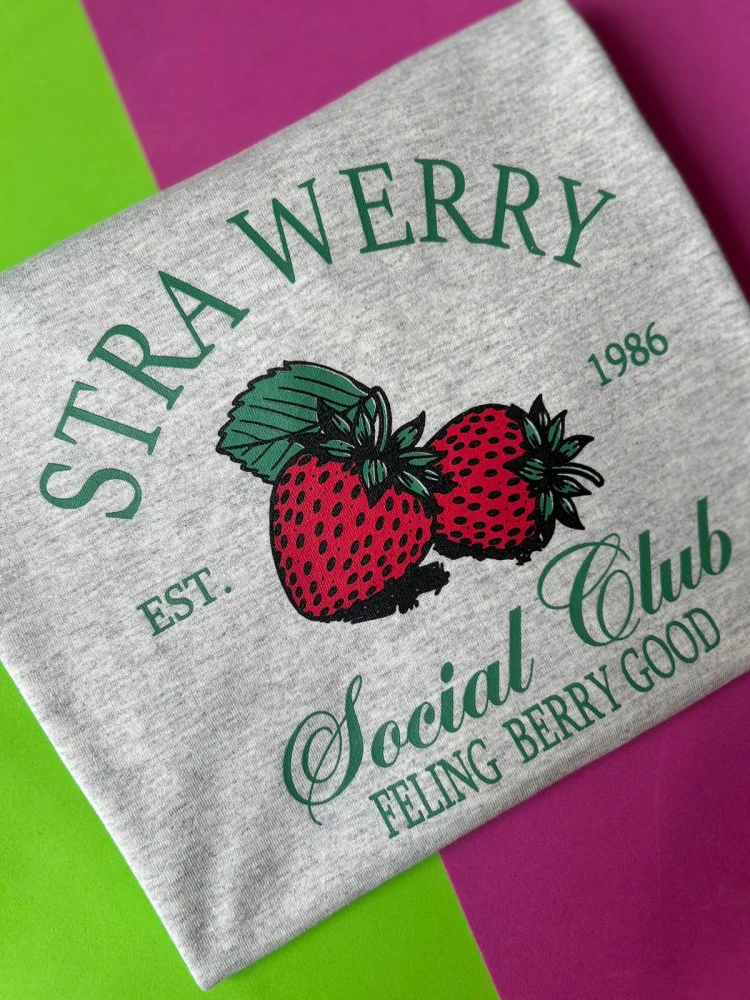 STRA WERRY
EST. 1986
Social Club
FELING BERRY GOOD